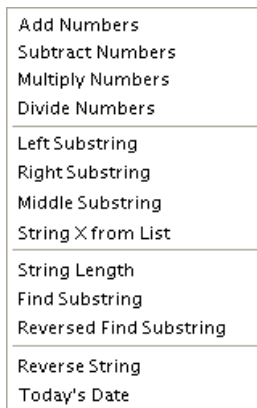 Add Numbers
Subtract Numbers
Multiply Numbers
Divide Numbers
Left Substring
Right Substring
Middle Substring
String X from List
String Length
Find Substring
Reversed Find Substring
Reverse String
Today's Date